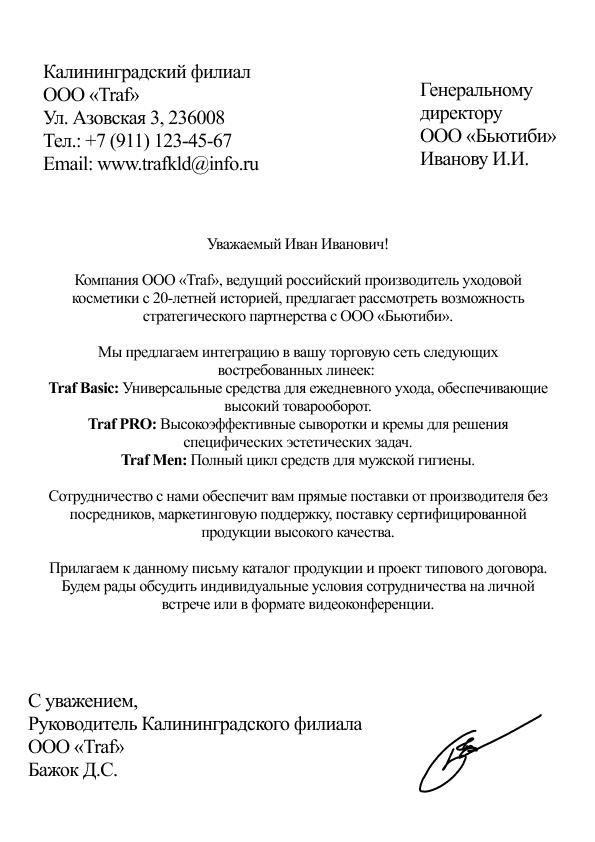 Калининградский филиал
ООО «Traf»
Ул. Азовская 3, 236008
Тел.: +7 (911) 123-45-67
Email: www.trafkld@info.ru
Генеральному
директору
ООО «Бьютиби»
Иванову И.И.
Уважаемый Иван Иванович!
Компания ООО «Traf», ведущий российский производитель уходовой
косметики с 20-летней историей, предлагает рассмотреть возможность
стратегического партнерства с ООО «Бьютиби».
Мы предлагаем интеграцию в вашу торговую сеть следующих
востребованных линеек:
Traf Basic: Универсальные средства для ежедневного ухода, обеспечивающие
высокий товарооборот.
Traf PRO: Высокоэффективные сыворотки и кремы для решения
специфических эстетических задач.
Traf Men: Полный цикл средств для мужской гигиены.
Сотрудничество с нами обеспечит вам прямые поставки от производителя без
посредников, маркетинговую поддержку, поставку сертифицированной
продукции высокого качества.
Прилагаем к данному письму каталог продукции и проект типового договора.
Будем рады обсудить индивидуальные условия сотрудничества на личной
встрече или в формате видеоконференции.
С уважением,
Руководитель Калининградского филиала
ООО «Traf»
Бажок Д.С.